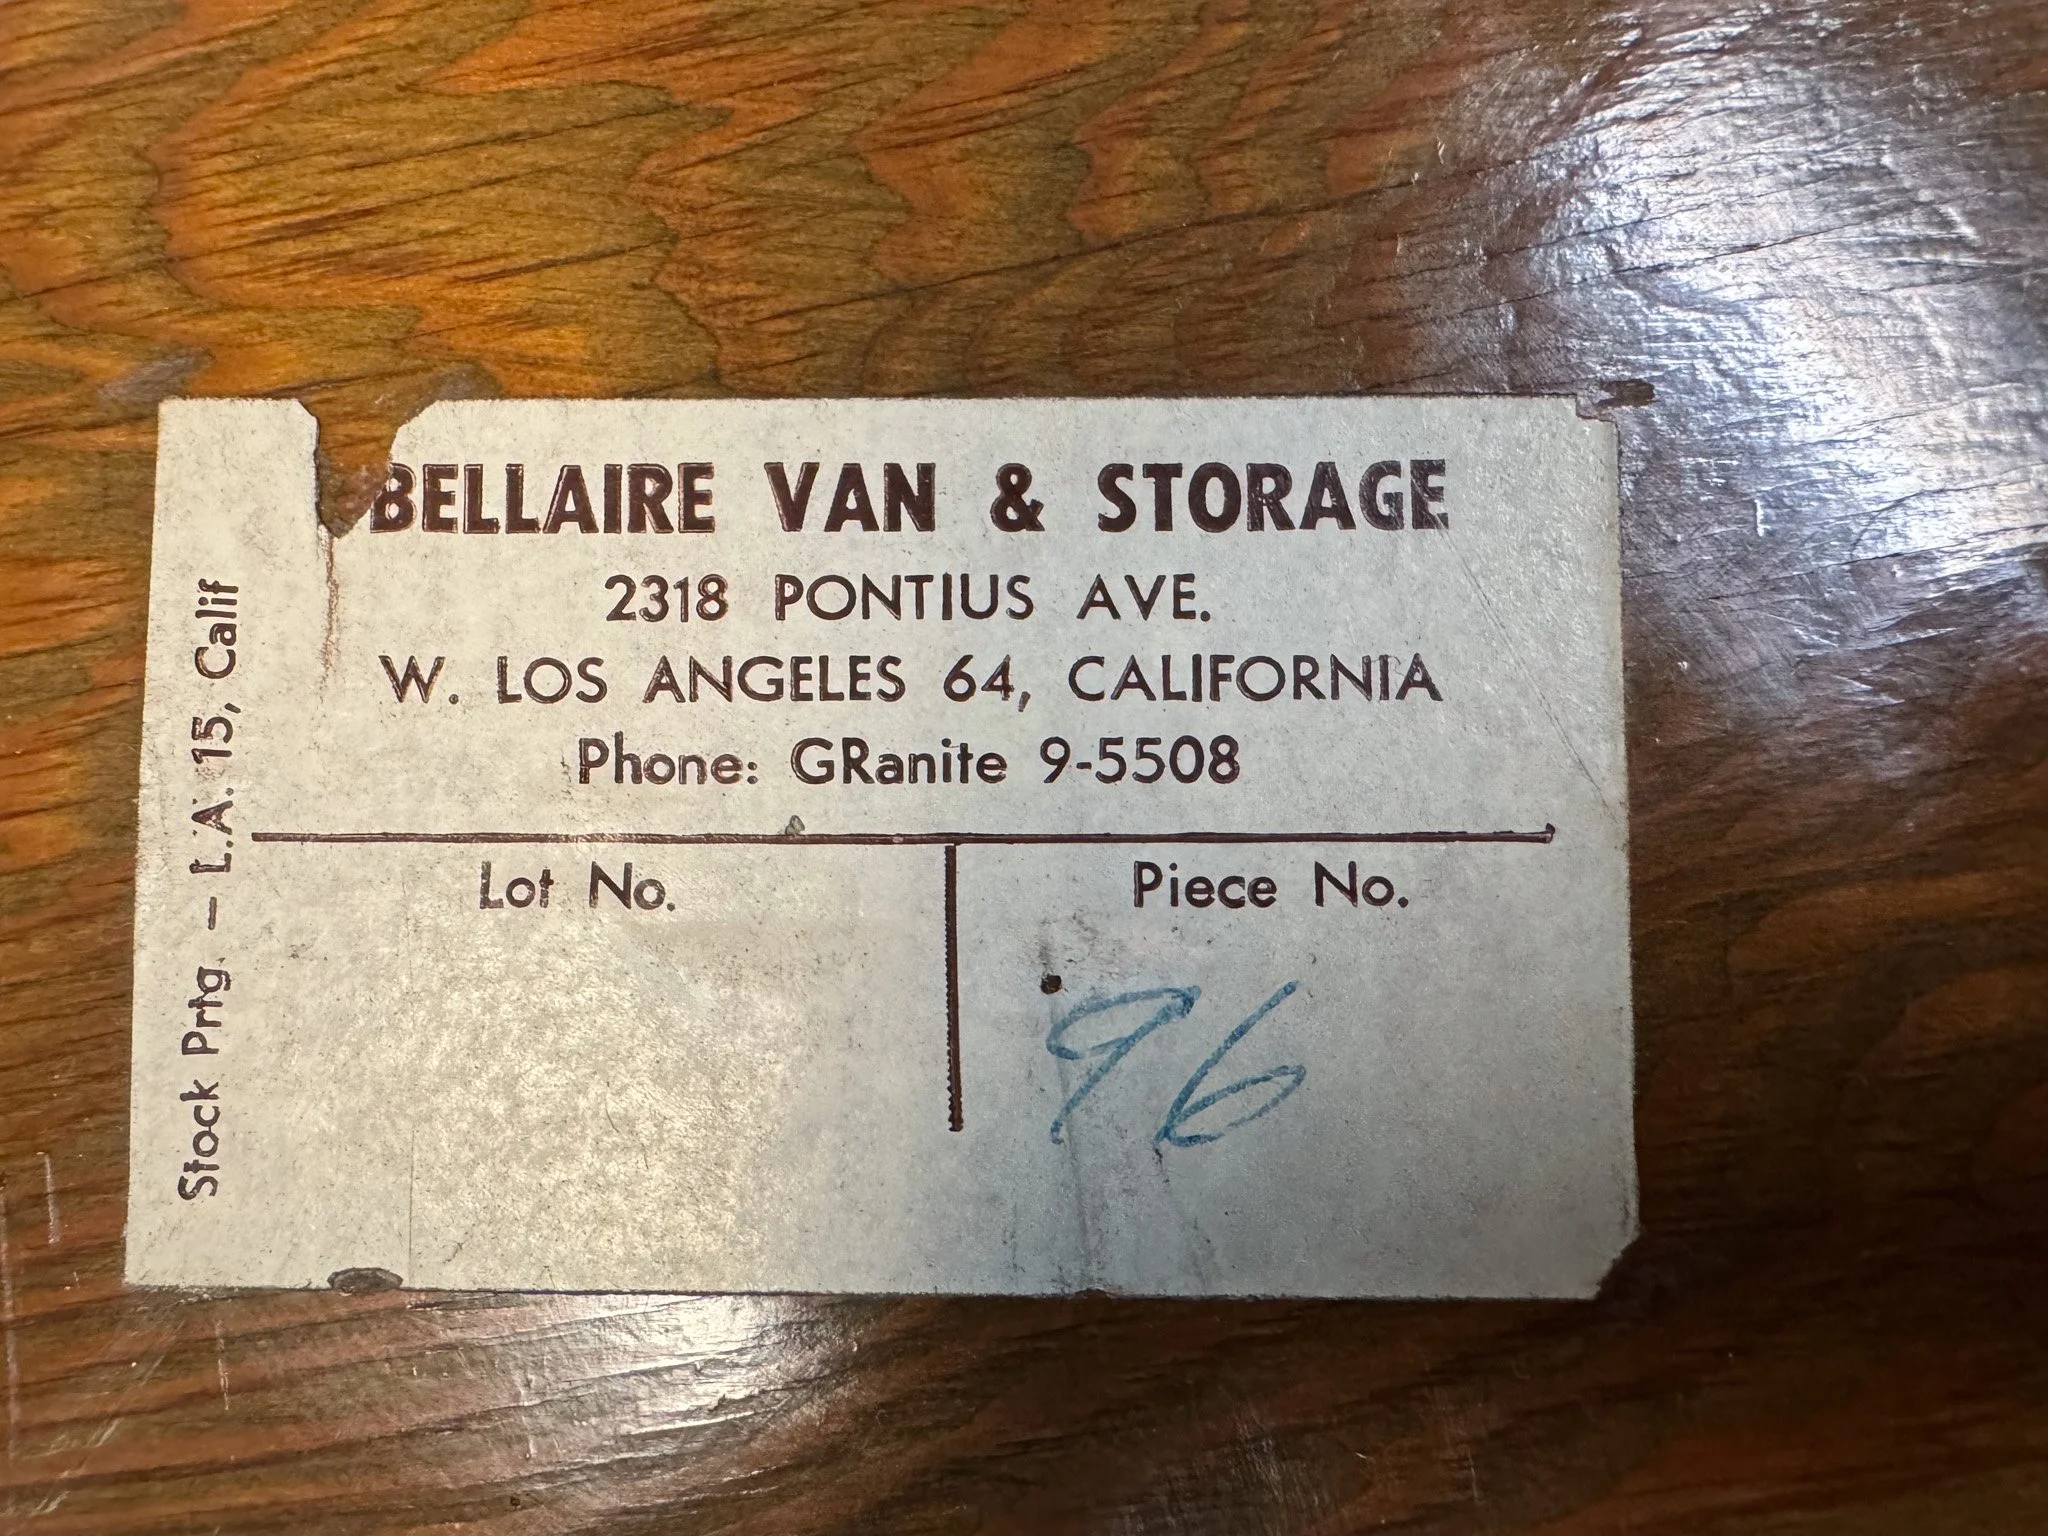 BELLAIRE VAN & STORAGE
2318 PONTIUS AVE.
W. LOS ANGELES 64, CALIFORNIA
Phone: GRanite 9-5508
Lot No.
Piece No.
96
Stock Prtg. — L.A. 15, Calif